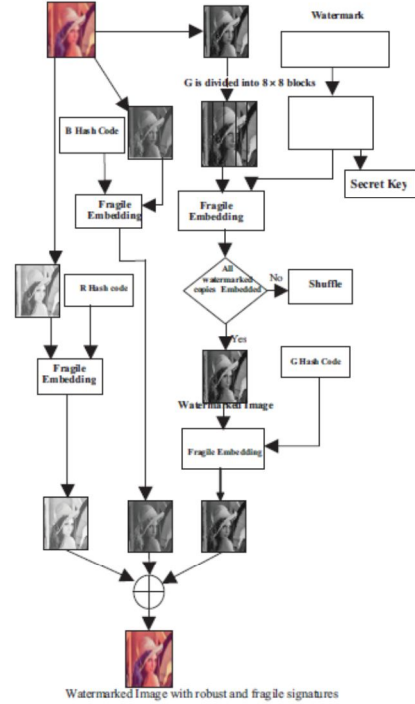 Watermark
G is divided into 8 × 8 blocks
B Hash Code
Secret Key
Fragile
Embedding
Fragile
Embedding
All
watermarked
copies Embedded
No
Shuffle
R Hash code
Yes
G Hash Code
Fragile
Embedding
Watermarked Image
Fragile Embedding
Watermarked Image with robust and fragile signatures